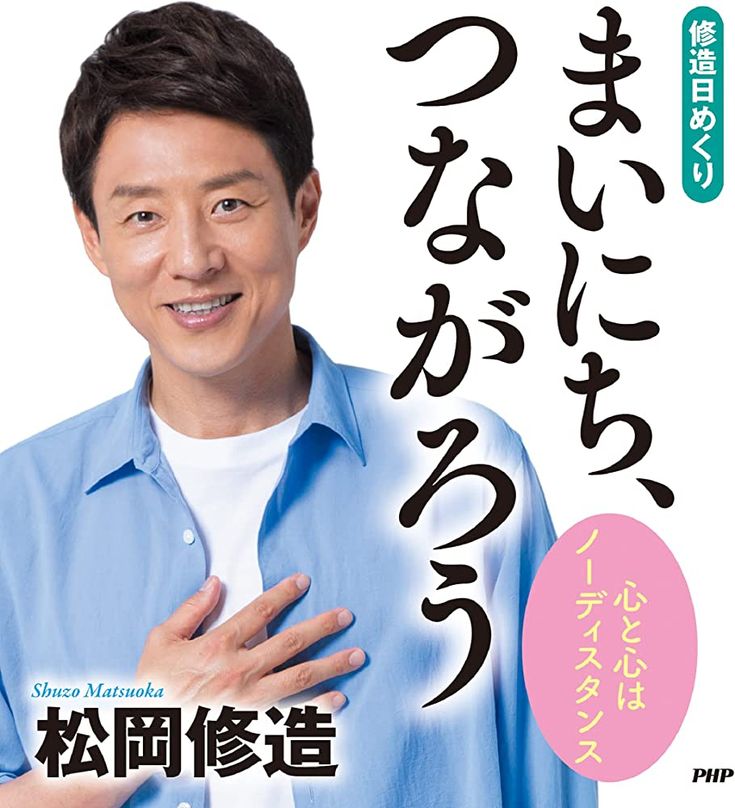 修造日めくり
まいにち、
つながろう
心と心は
ノーディスタンス
Shuzo Matsuoka
松岡修造
PHP